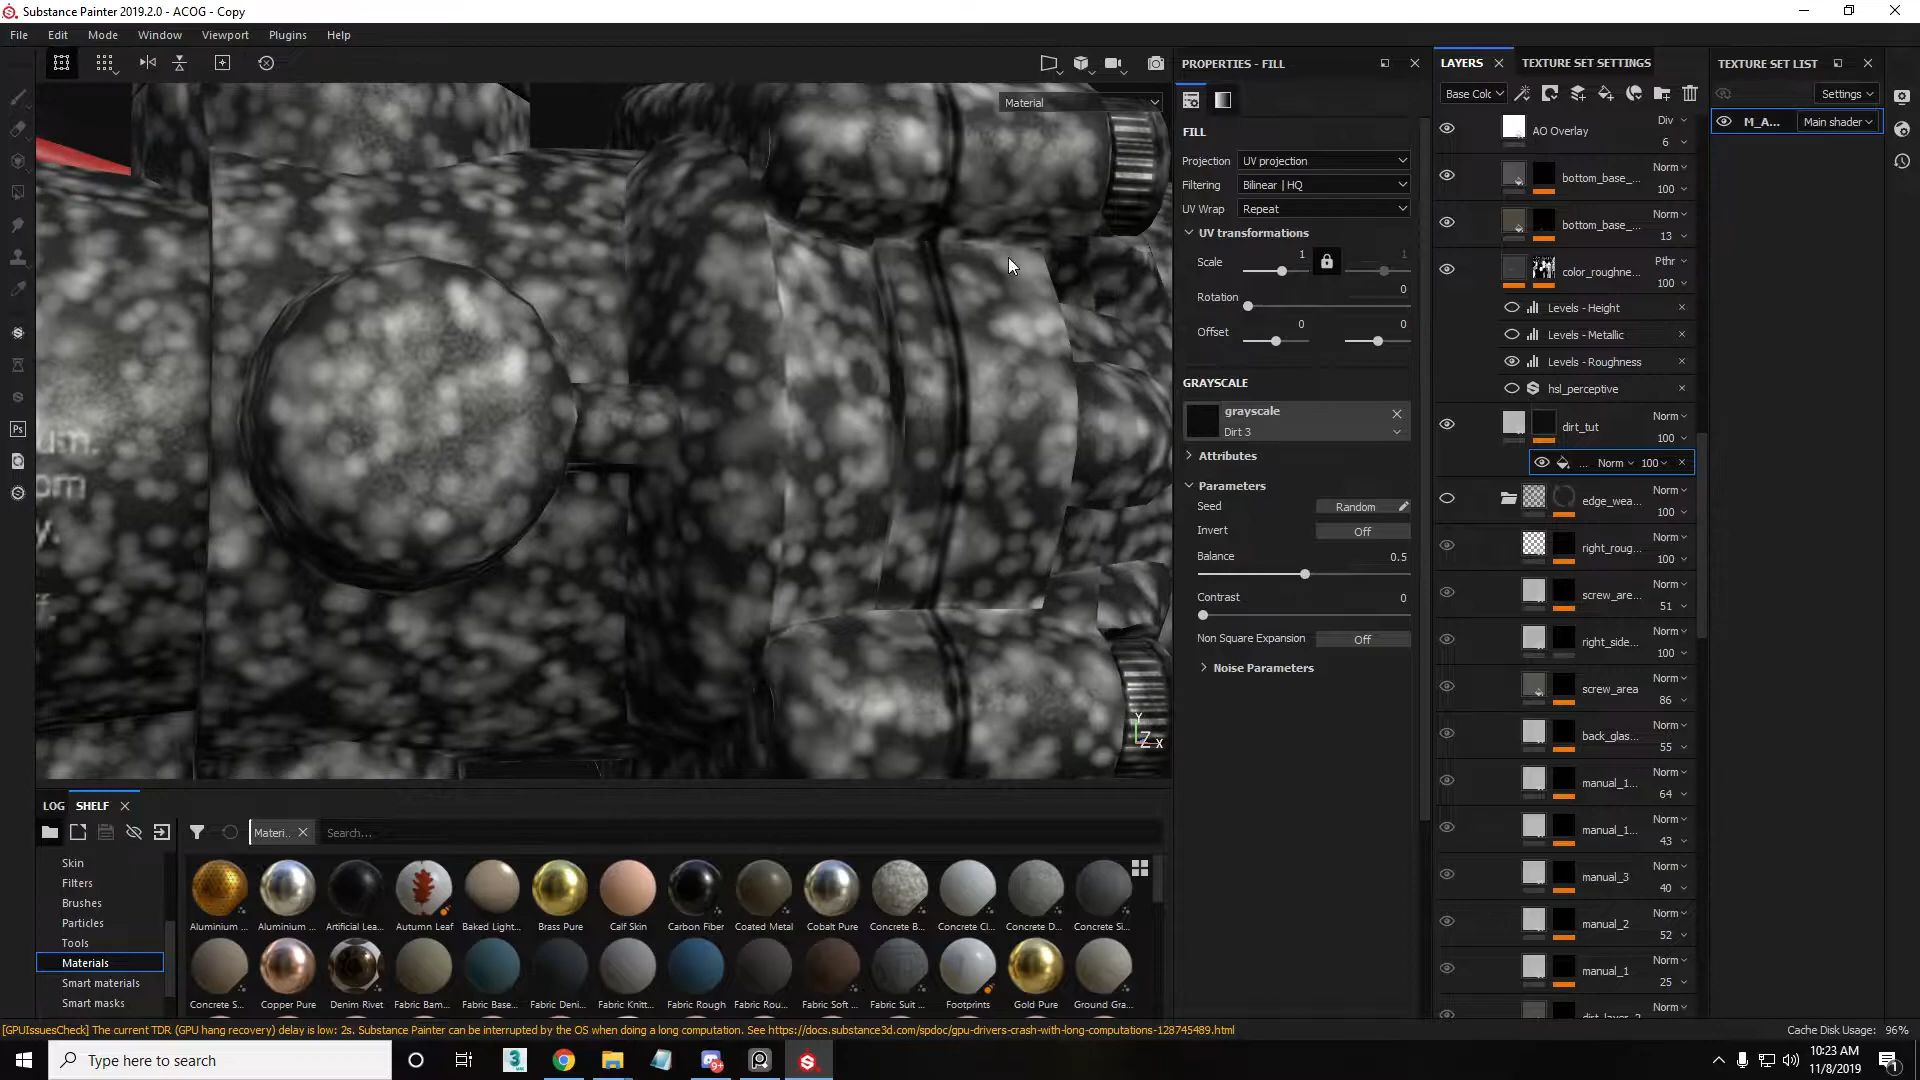 Substance Painter 2019.2.0 - ACOG - Copy
File Edit Mode Window Viewport Plugins Help
Material
um.
om
y.
PROPERTIES - FILL
FILL
Projection UV projection
Filtering Bilinear | HQ
UV Wrap Repeat
UV transformations
Scale 1 1
Rotation 0
Offset 0 0
GRAYSCALE
grayscale
Dirt 3
Attributes
Parameters
Seed Random
Invert Off
Balance 0.5
Contrast 0
Non Square Expansion Off
Noise Parameters
LAYERS TEXTURE SET SETTINGS
Base Colo
AO Overlay Div 6
bottom_base_... Norm 100
bottom_base_... Norm 13
color_roughne... Pthr 100
Levels - Height
Levels - Metallic
Levels - Roughness
hsl_perceptive
dirt_tut Norm 100
... Norm 100
edge_wea... Norm 100
right_roug... Norm 100
screw_are... Norm 51
right_side... Norm 100
screw_area Norm 86
back_glas... Norm 55
manual_1... Norm 64
manual_1... Norm 43
manual_3 Norm 40
manual_2 Norm 52
manual_1 Norm 25
dirt_layer_2 Norm
TEXTURE SET LIST
Settings
M_A... Main shader
Y
Z X
LOG SHELF
Materi.. Search...
Skin
Filters
Brushes
Particles
Tools
Materials
Smart materials
Smart masks
Aluminium ... Aluminium ... Artificial Lea... Autumn Leaf Baked Light... Brass Pure Calf Skin Carbon Fiber Coated Metal Cobalt Pure Concrete B... Concrete Cl... Concrete D... Concrete Si...
Concrete S... Copper Pure Denim Rivet Fabric Bam... Fabric Base... Fabric Deni... Fabric Knitt... Fabric Rough Fabric Rou... Fabric Soft ... Fabric Suit ... Footprints Gold Pure Ground Gra...
[GPUIssuesCheck] The current TDR (GPU hang recovery) delay is low: 2s. Substance Painter can be interrupted by the OS when doing a long computation. See https://docs.substance3d.com/spdoc/gpu-drivers-crash-with-long-computations-128745489.html
Cache Disk Usage: 96%
Type here to search
10:23 AM
11/8/2019